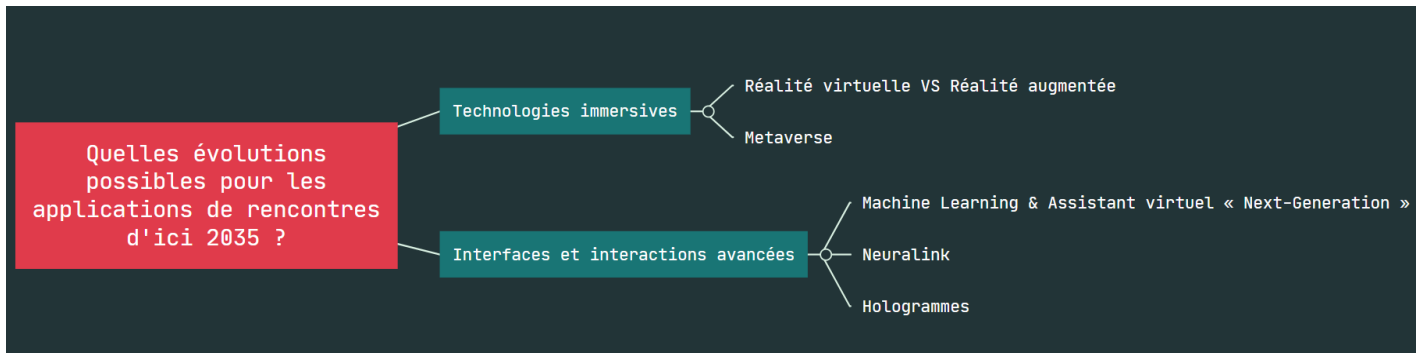 Quelles évolutions
possibles pour les
applications de rencontres
d'ici 2035 ?
Technologies immersives
Réalité virtuelle VS Réalité augmentée
Metaverse
Interfaces et interactions avancées
Machine Learning & Assistant virtuel « Next-Generation »
Neuralink
Hologrammes